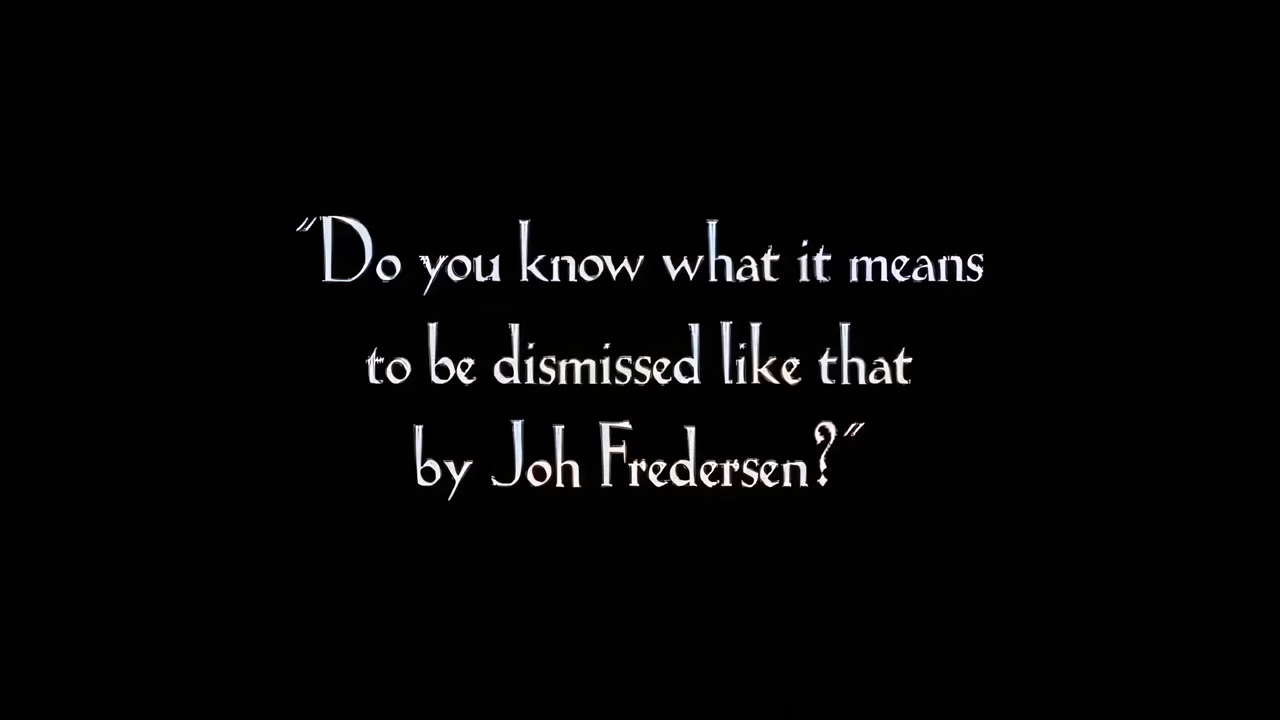 "Do you know what it means
to be dismissed like that
by Joh Fredersen?"